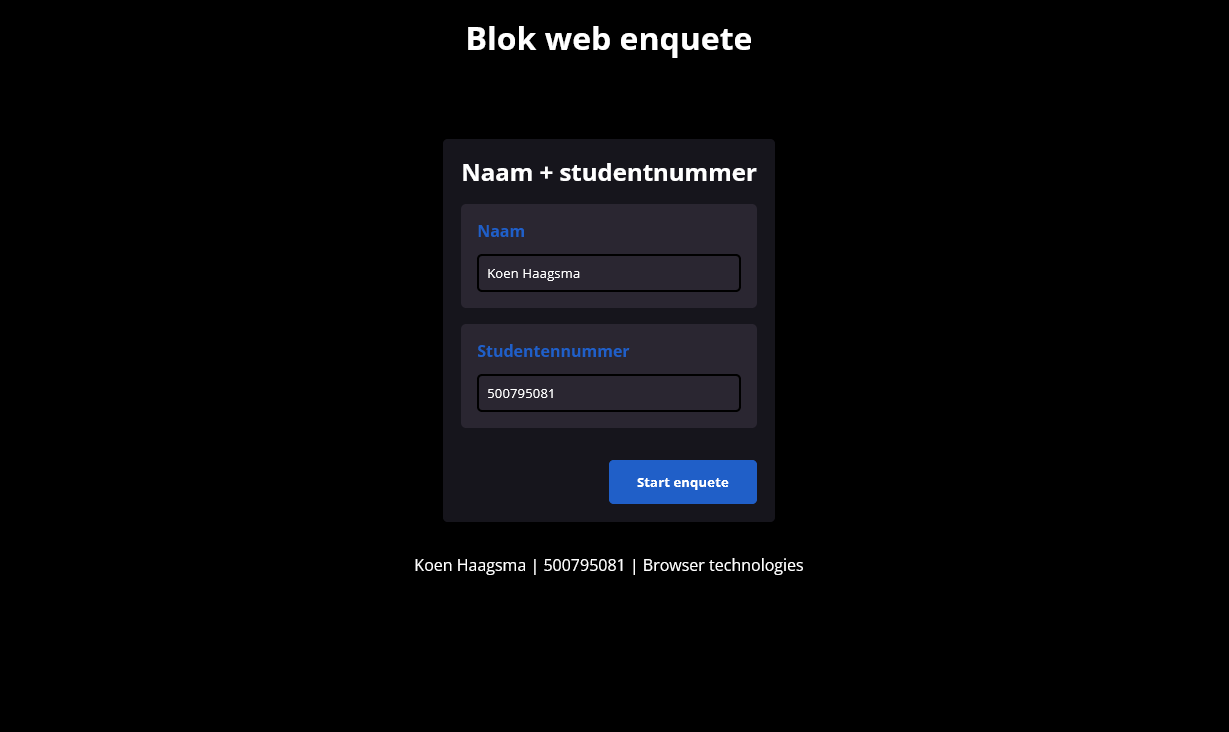 Blok web enquete
Naam + studentnummer
Naam
Koen Haagsma
Studentennummer
500795081
Start enquete
Koen Haagsma | 500795081 | Browser technologies